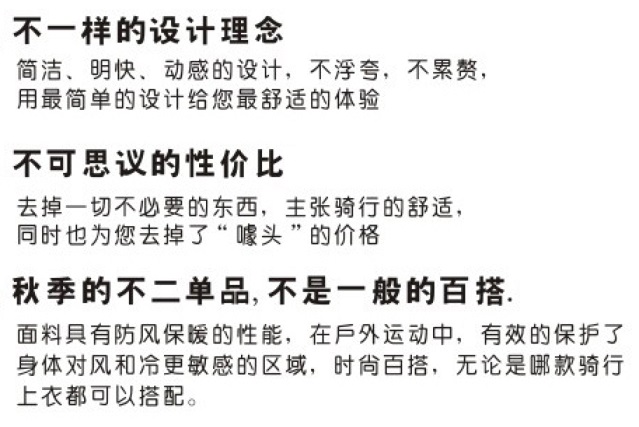 不一样的设计理念
简洁、明快、动感的设计，不浮夸，不累赘，
用最简单的设计给您最舒适的体验
不可思议的性价比
去掉一切不必要的东西，主张骑行的舒适，
同时也为您去掉了“噱头”的价格
秋季的不二单品,不是一般的百搭.
面料具有防风保暖的性能，在戶外运动中，有效的保护了
身体对风和冷更敏感的区域，时尚百搭，无论是哪款骑行
上衣都可以搭配。